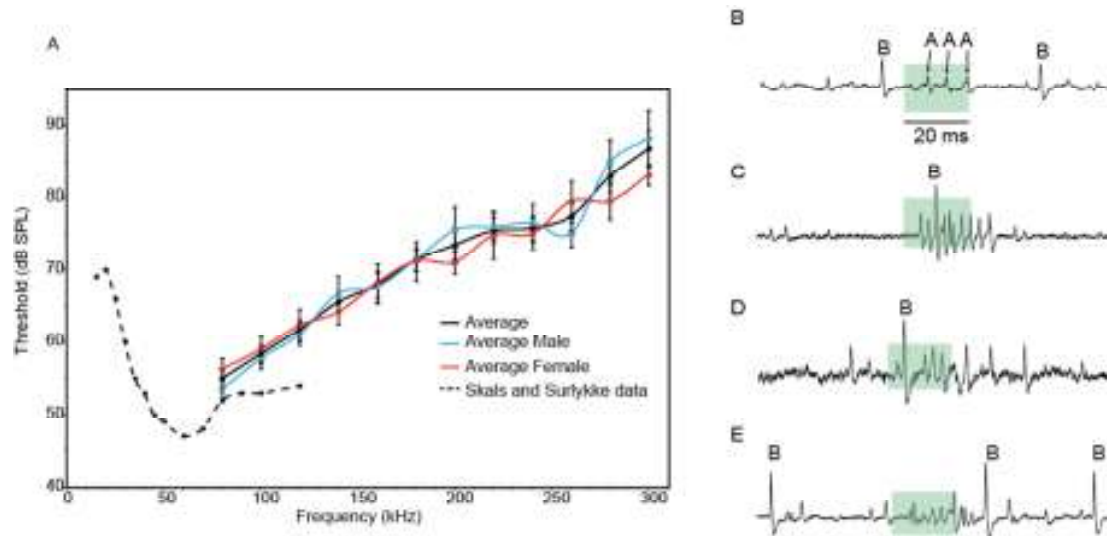 A
Threshold (dB SPL)
90
80
70
60
50
40
0 50 100 150 200 250 300
Frequency (kHz)
Average
Average Male
Average Female
Skals and Surlykke data
B
B A A A B
20 ms
C
B
D
B
E
B B B